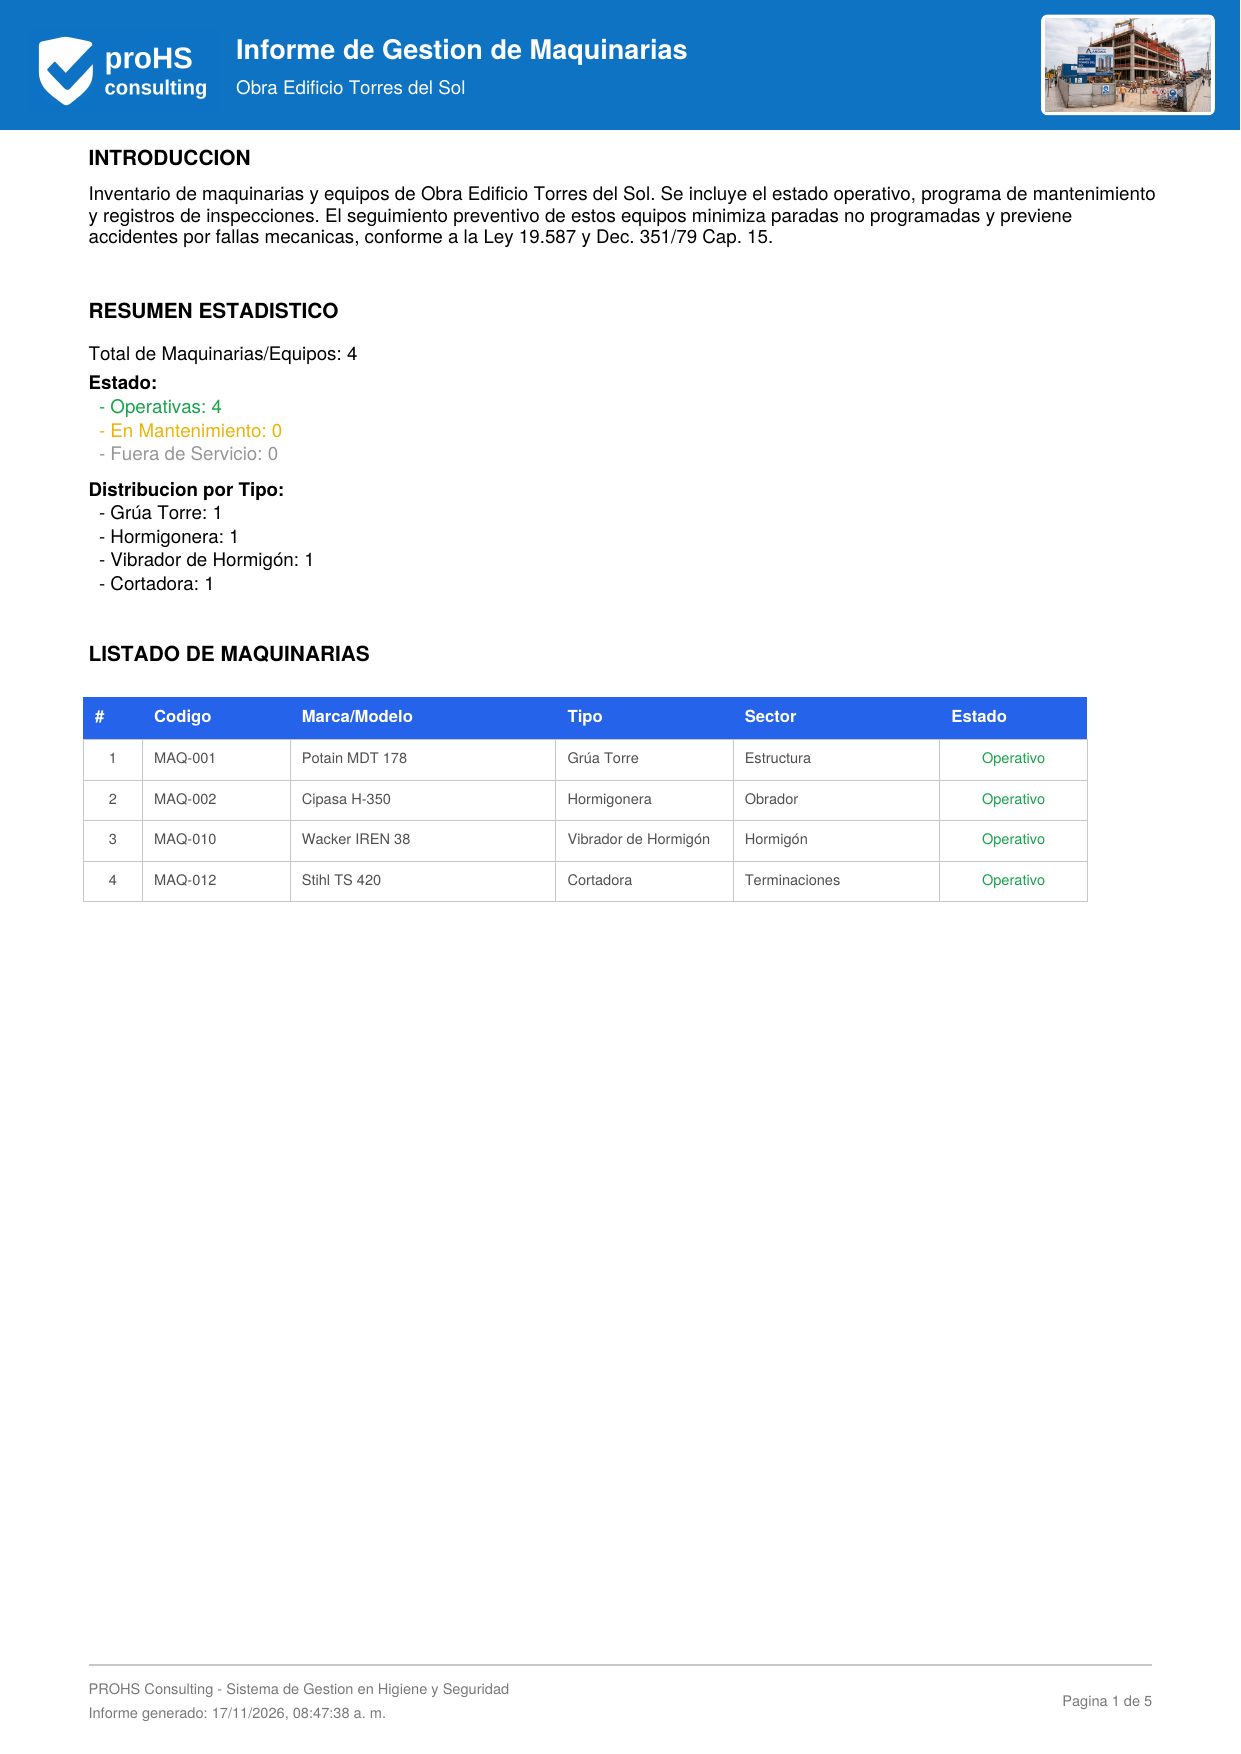 proHS
consulting
Informe de Gestion de Maquinarias
Obra Edificio Torres del Sol
INTRODUCCION
Inventario de maquinarias y equipos de Obra Edificio Torres del Sol. Se incluye el estado operativo, programa de mantenimiento
y registros de inspecciones. El seguimiento preventivo de estos equipos minimiza paradas no programadas y previene
accidentes por fallas mecanicas, conforme a la Ley 19.587 y Dec. 351/79 Cap. 15.
RESUMEN ESTADISTICO
Total de Maquinarias/Equipos: 4
Estado:
- Operativas: 4
- En Mantenimiento: 0
- Fuera de Servicio: 0
Distribucion por Tipo:
- Grúa Torre: 1
- Hormigonera: 1
- Vibrador de Hormigón: 1
- Cortadora: 1
LISTADO DE MAQUINARIAS
# Codigo Marca/Modelo Tipo Sector Estado
1 MAQ-001 Potain MDT 178 Grúa Torre Estructura Operativo
2 MAQ-002 Cipasa H-350 Hormigonera Obrador Operativo
3 MAQ-010 Wacker IREN 38 Vibrador de Hormigón Hormigón Operativo
4 MAQ-012 Stihl TS 420 Cortadora Terminaciones Operativo
PROHS Consulting - Sistema de Gestion en Higiene y Seguridad
Informe generado: 17/11/2026, 08:47:38 a. m.
Pagina 1 de 5